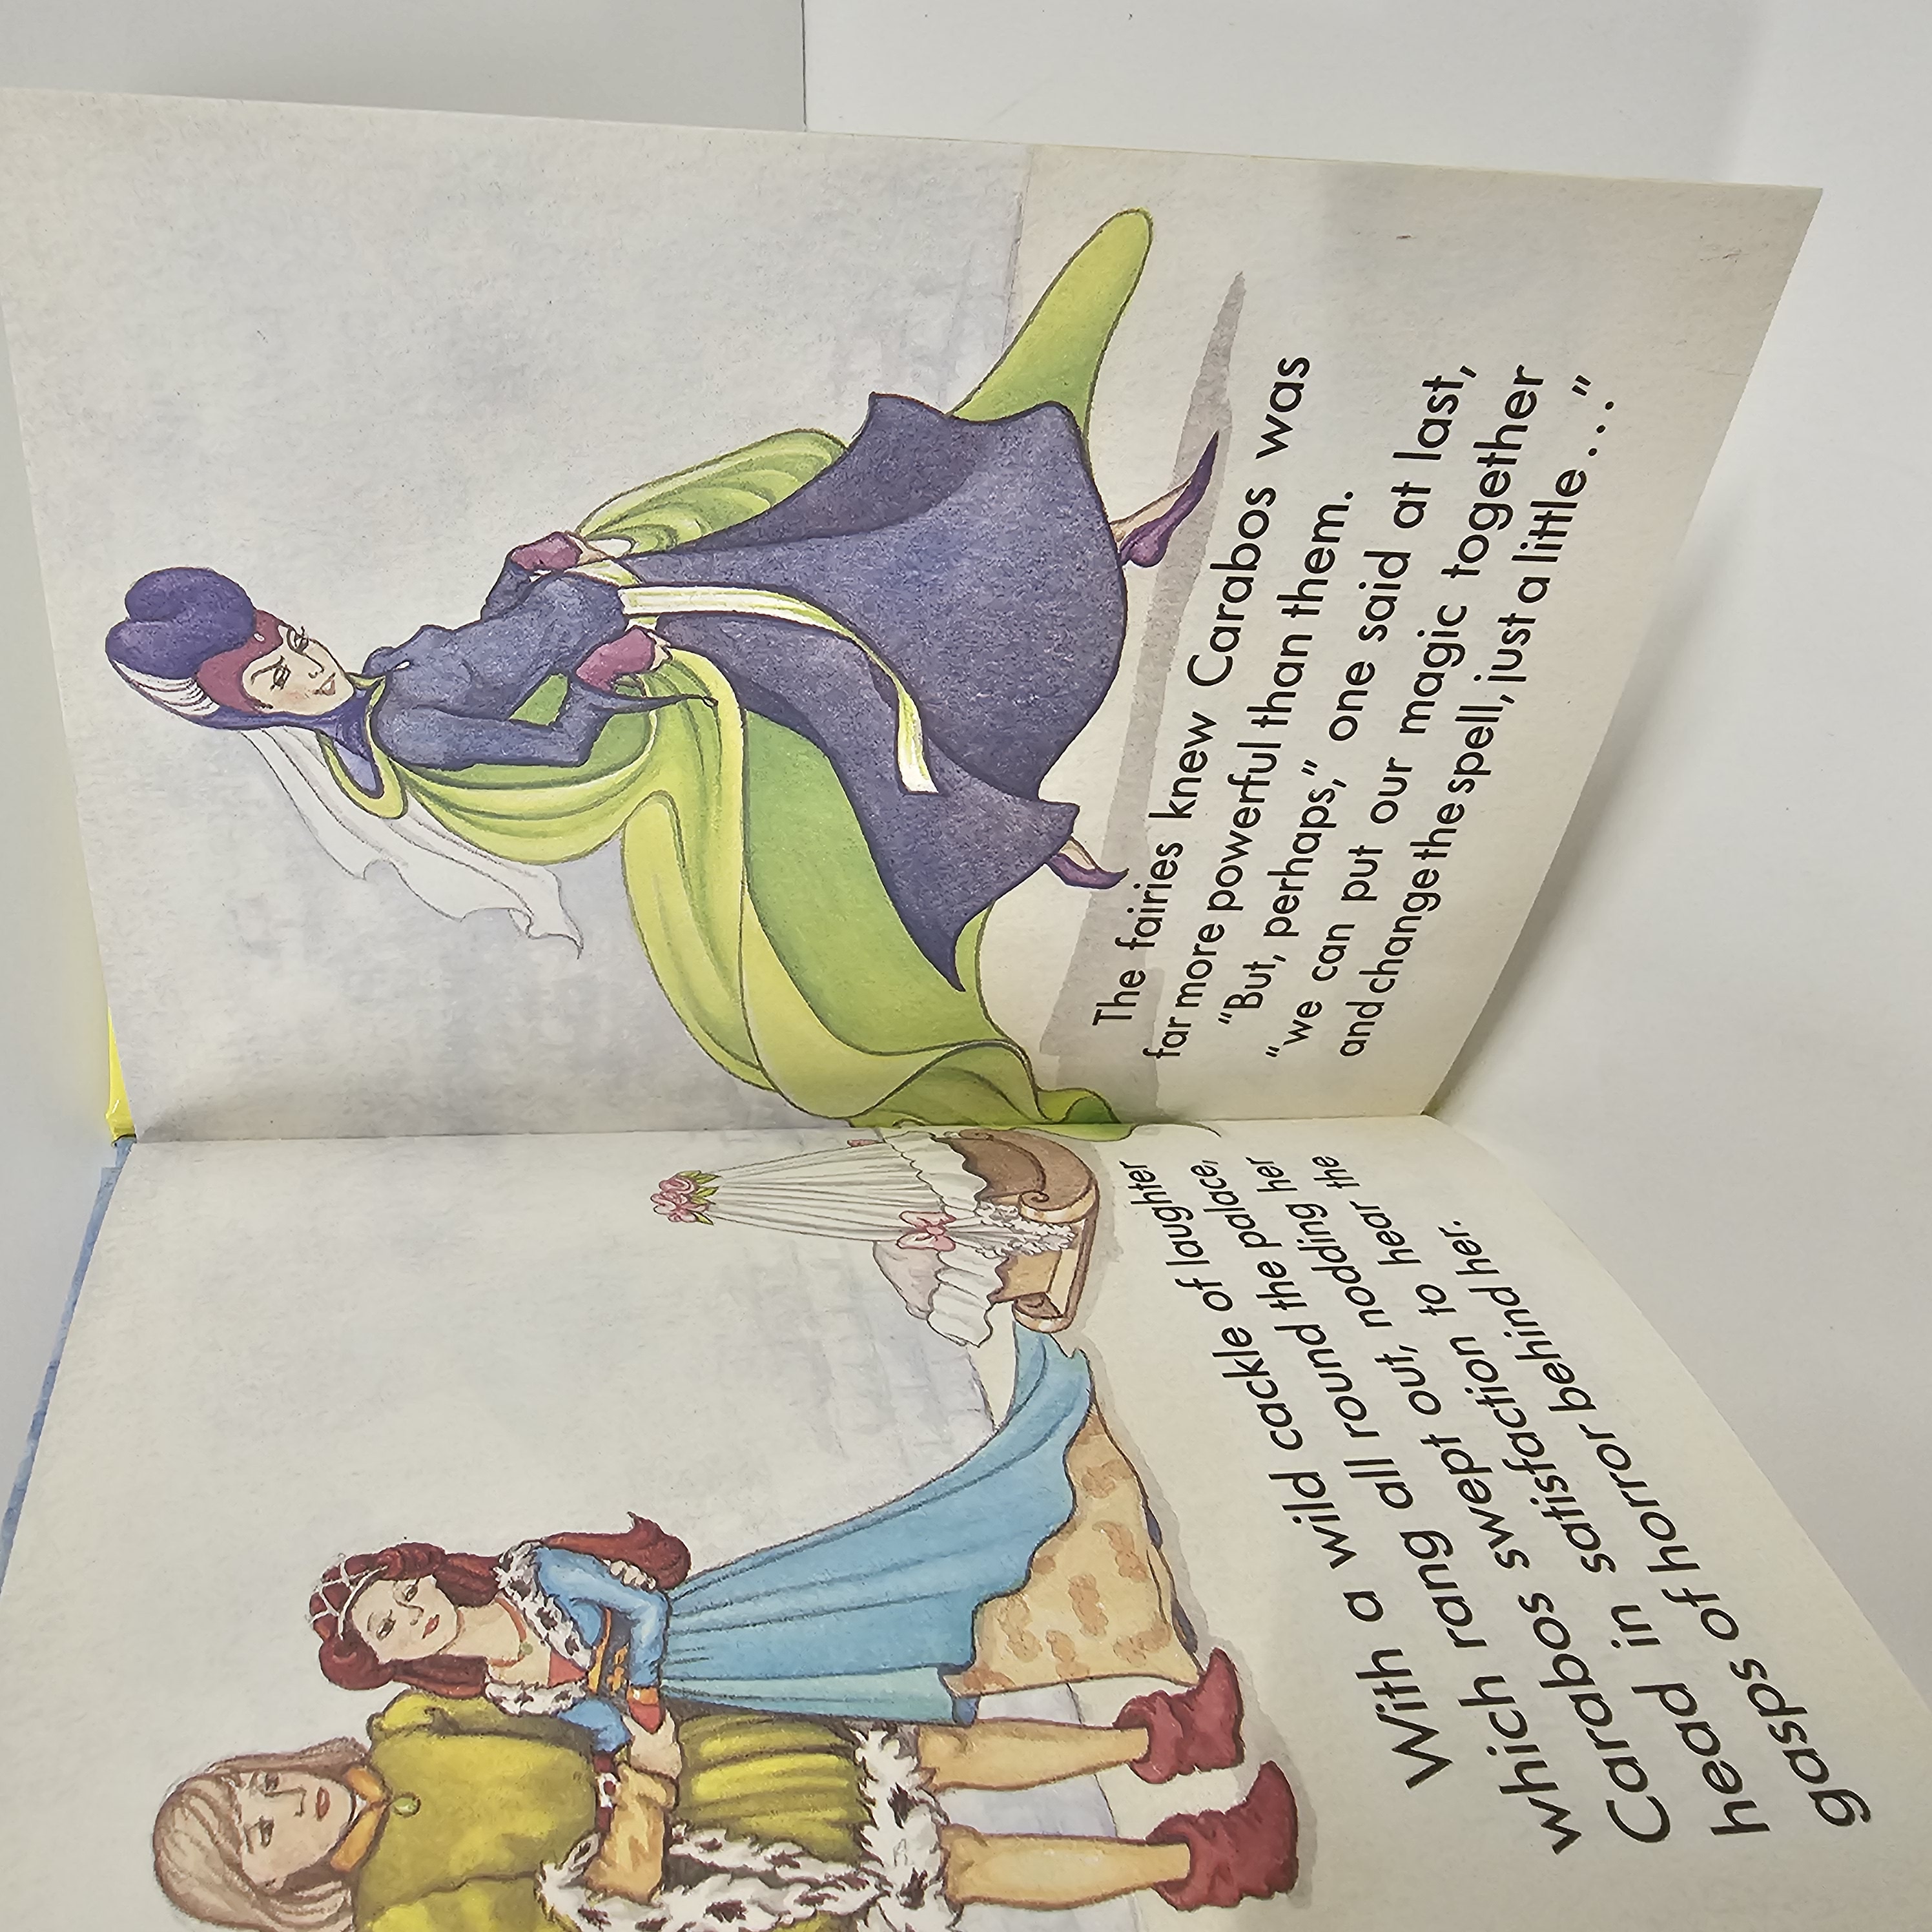 With a wild cackle of laughter
which rang all round the palace,
Carabos swept out, nodding her
head in satisfaction to hear the
gasps of horror behind her.
The fairies knew Carabos was
far more powerful than them.
“But, perhaps,” one said at last,
“we can put our magic together
and change the spell, just a little . . .”